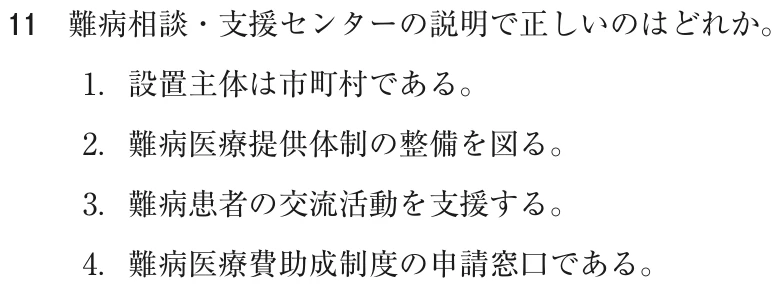 11 難病相談・支援センターの説明で正しいのはどれか。
1. 設置主体は市町村である。
2. 難病医療提供体制の整備を図る。
3. 難病患者の交流活動を支援する。
4. 難病医療費助成制度の申請窓口である。